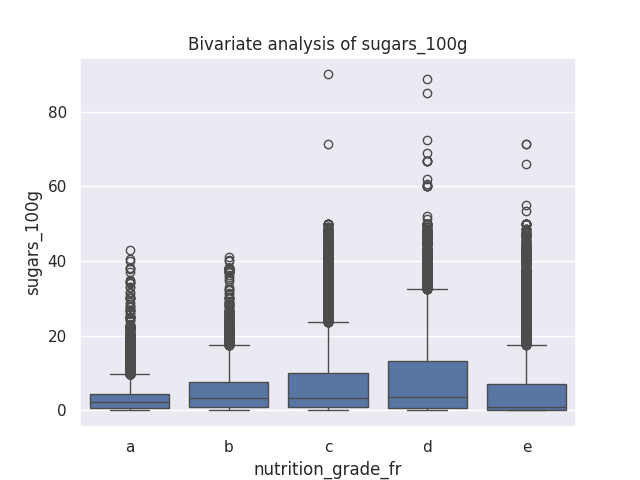 Bivariate analysis of sugars_100g
sugars_100g
80
60
40
20
0
a b c d e
nutrition_grade_fr